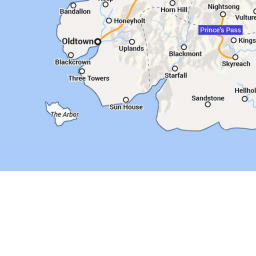 Bandallon
Horn Hill
Nightsong
Vulture
Honeyholt
Prince's Pass
Oldtown
Uplands
Kings
Blackmont
Blackcrown
Skyreach
Three Towers
Starfall
Hellhol
Sun House
Sandstone
The Arbor